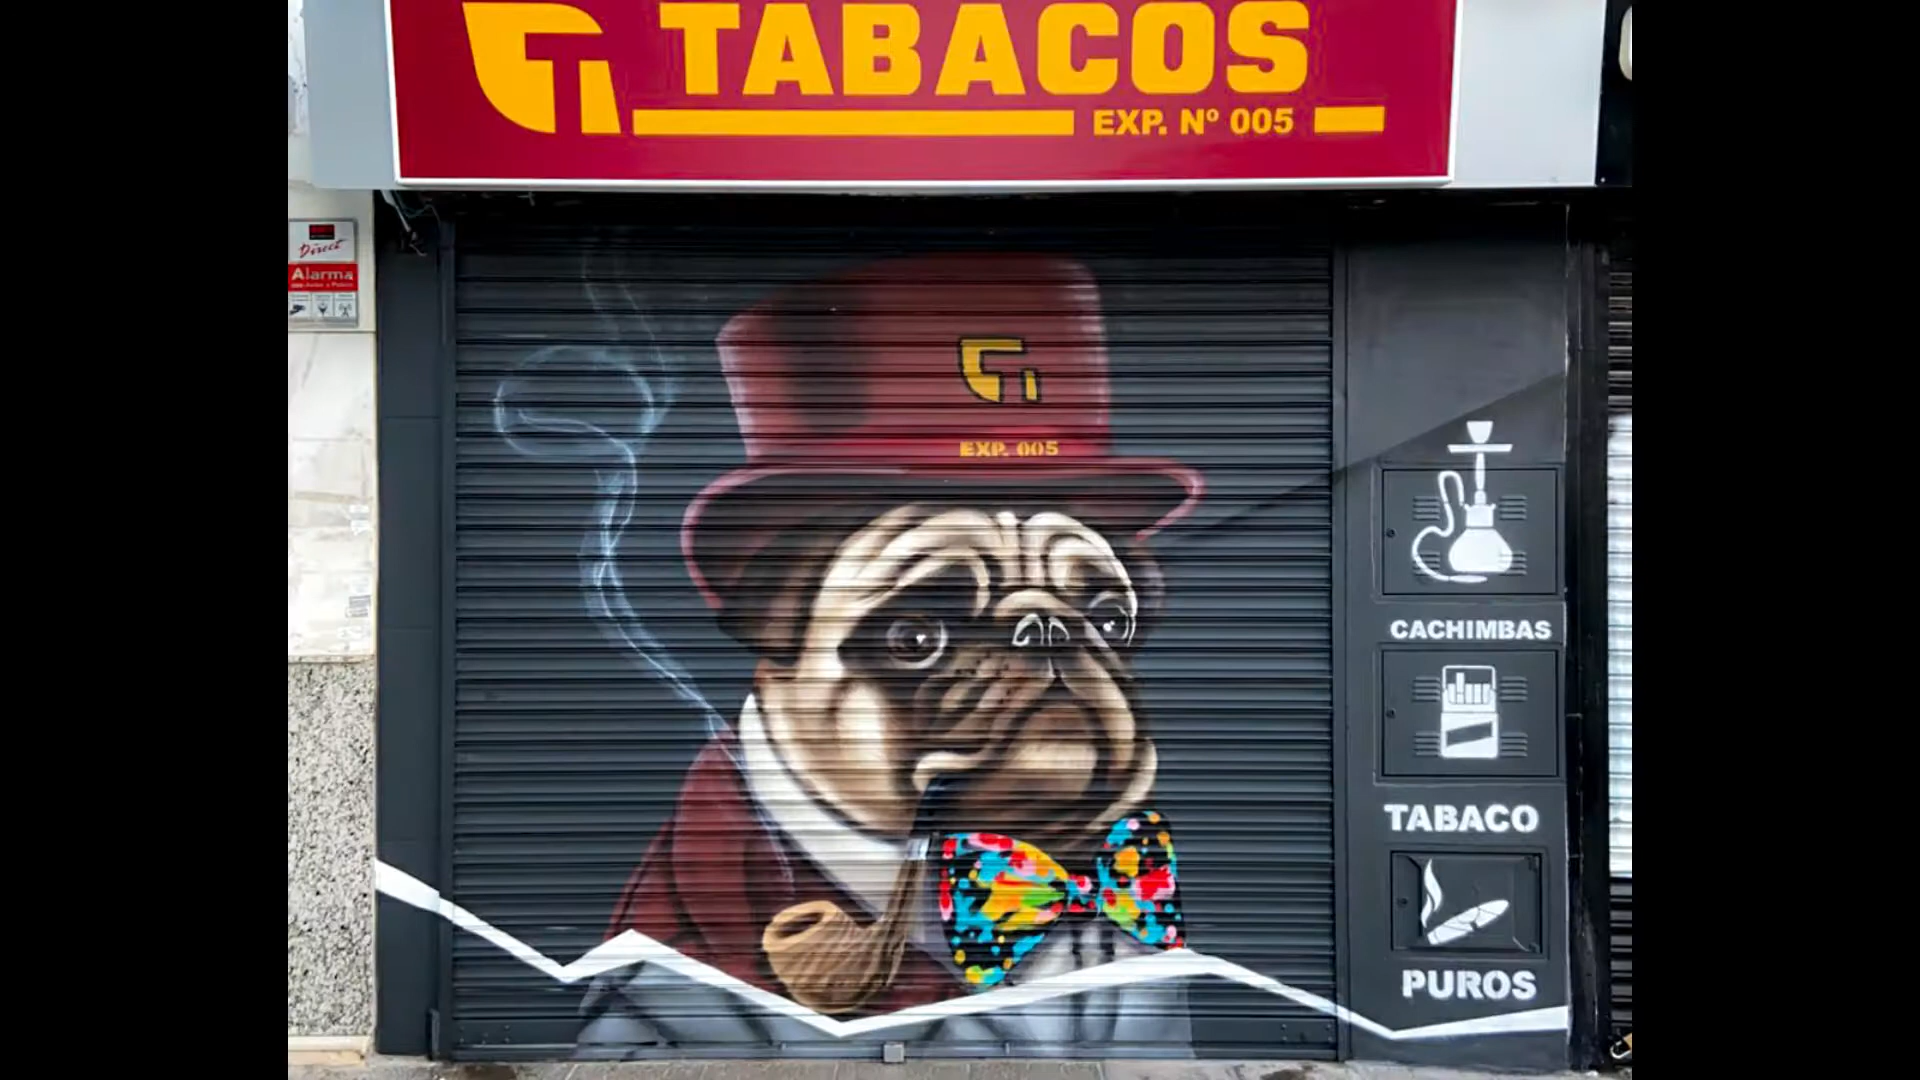 TABACOS
EXP. Nº 005
Direct
Alarma
EXP. 005
CACHIMBAS
TABACO
PUROS